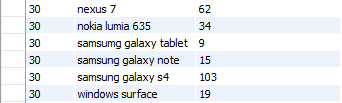 30 nexus 7 62
30 nokia lumia 635 34
30 samsumg galaxy tablet 9
30 samsung galaxy note 15
30 samsung galaxy s4 103
30 windows surface 19